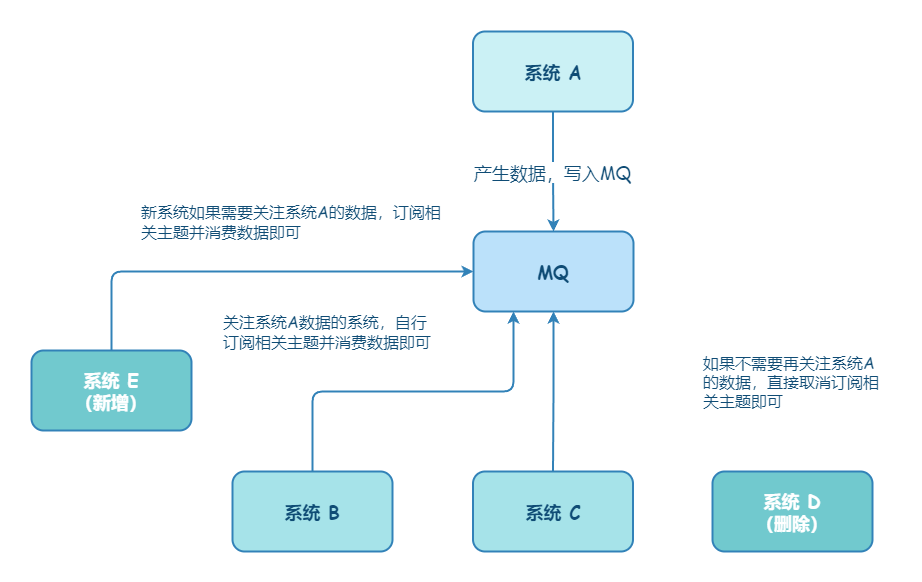 系统 A
产生数据，写入MQ
新系统如果需要关注系统A的数据，订阅相
关主题并消费数据即可
MQ
关注系统A数据的系统，自行
订阅相关主题并消费数据即可
系统 E
(新增)
如果不需要再关注系统A
的数据，直接取消订阅相
关主题即可
系统 B
系统 C
系统 D
(删除)